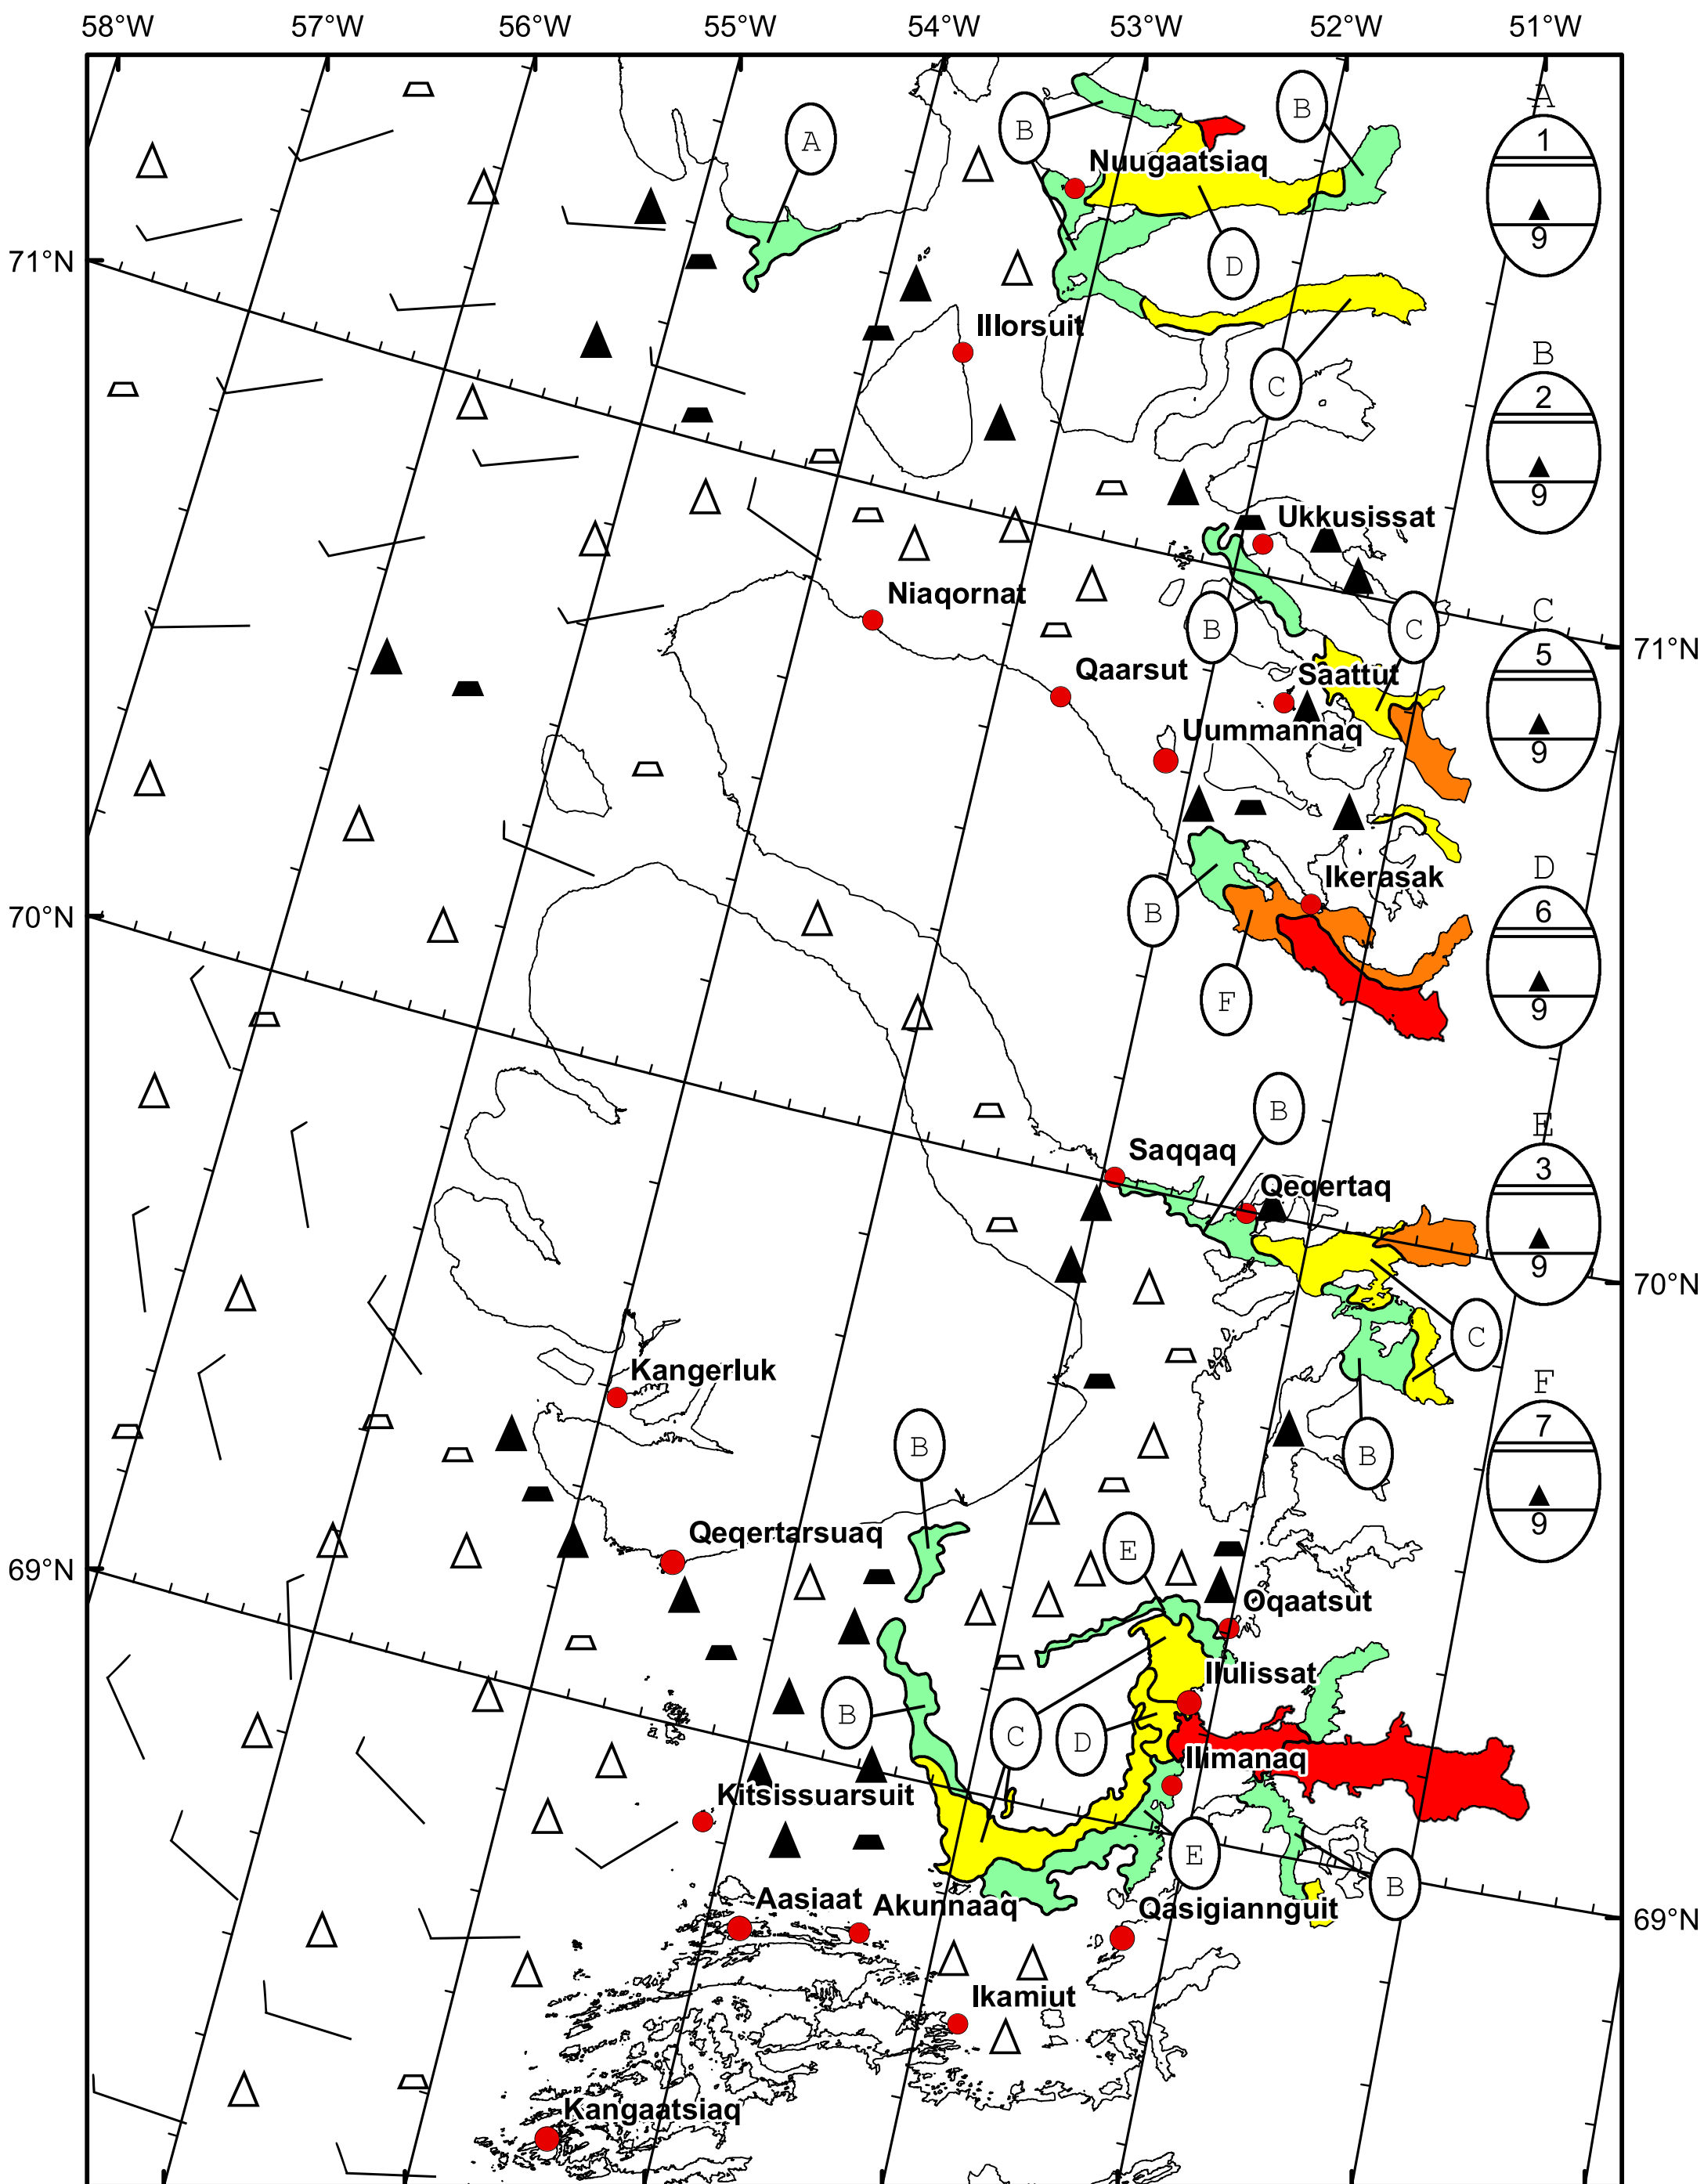 58°W 57°W 56°W 55°W 54°W 53°W 52°W 51°W
A
B
B
A
1
9
Nuugaatsiaq
71°N
D
Illorsuit
C
B
2
9
Ukkusissat
Niaqornat
B
C
C
5
9
71°N
Qaarsut
Saattut
Uummannaq
D
6
9
Ikerasak
B
70°N
F
B
E
3
9
Saqqaq
Qeqertaq
70°N
C
Kangerluk
F
7
9
B
B
Qeqertarsuaq
E
69°N
Oqaatsut
Ilulissat
B
C
D
Ilimanaq
Kitsissuarsuit
E
B
Aasiaat
Akunnaaq
Qasigiannguit
69°N
Ikamiut
Kangaatsiaq